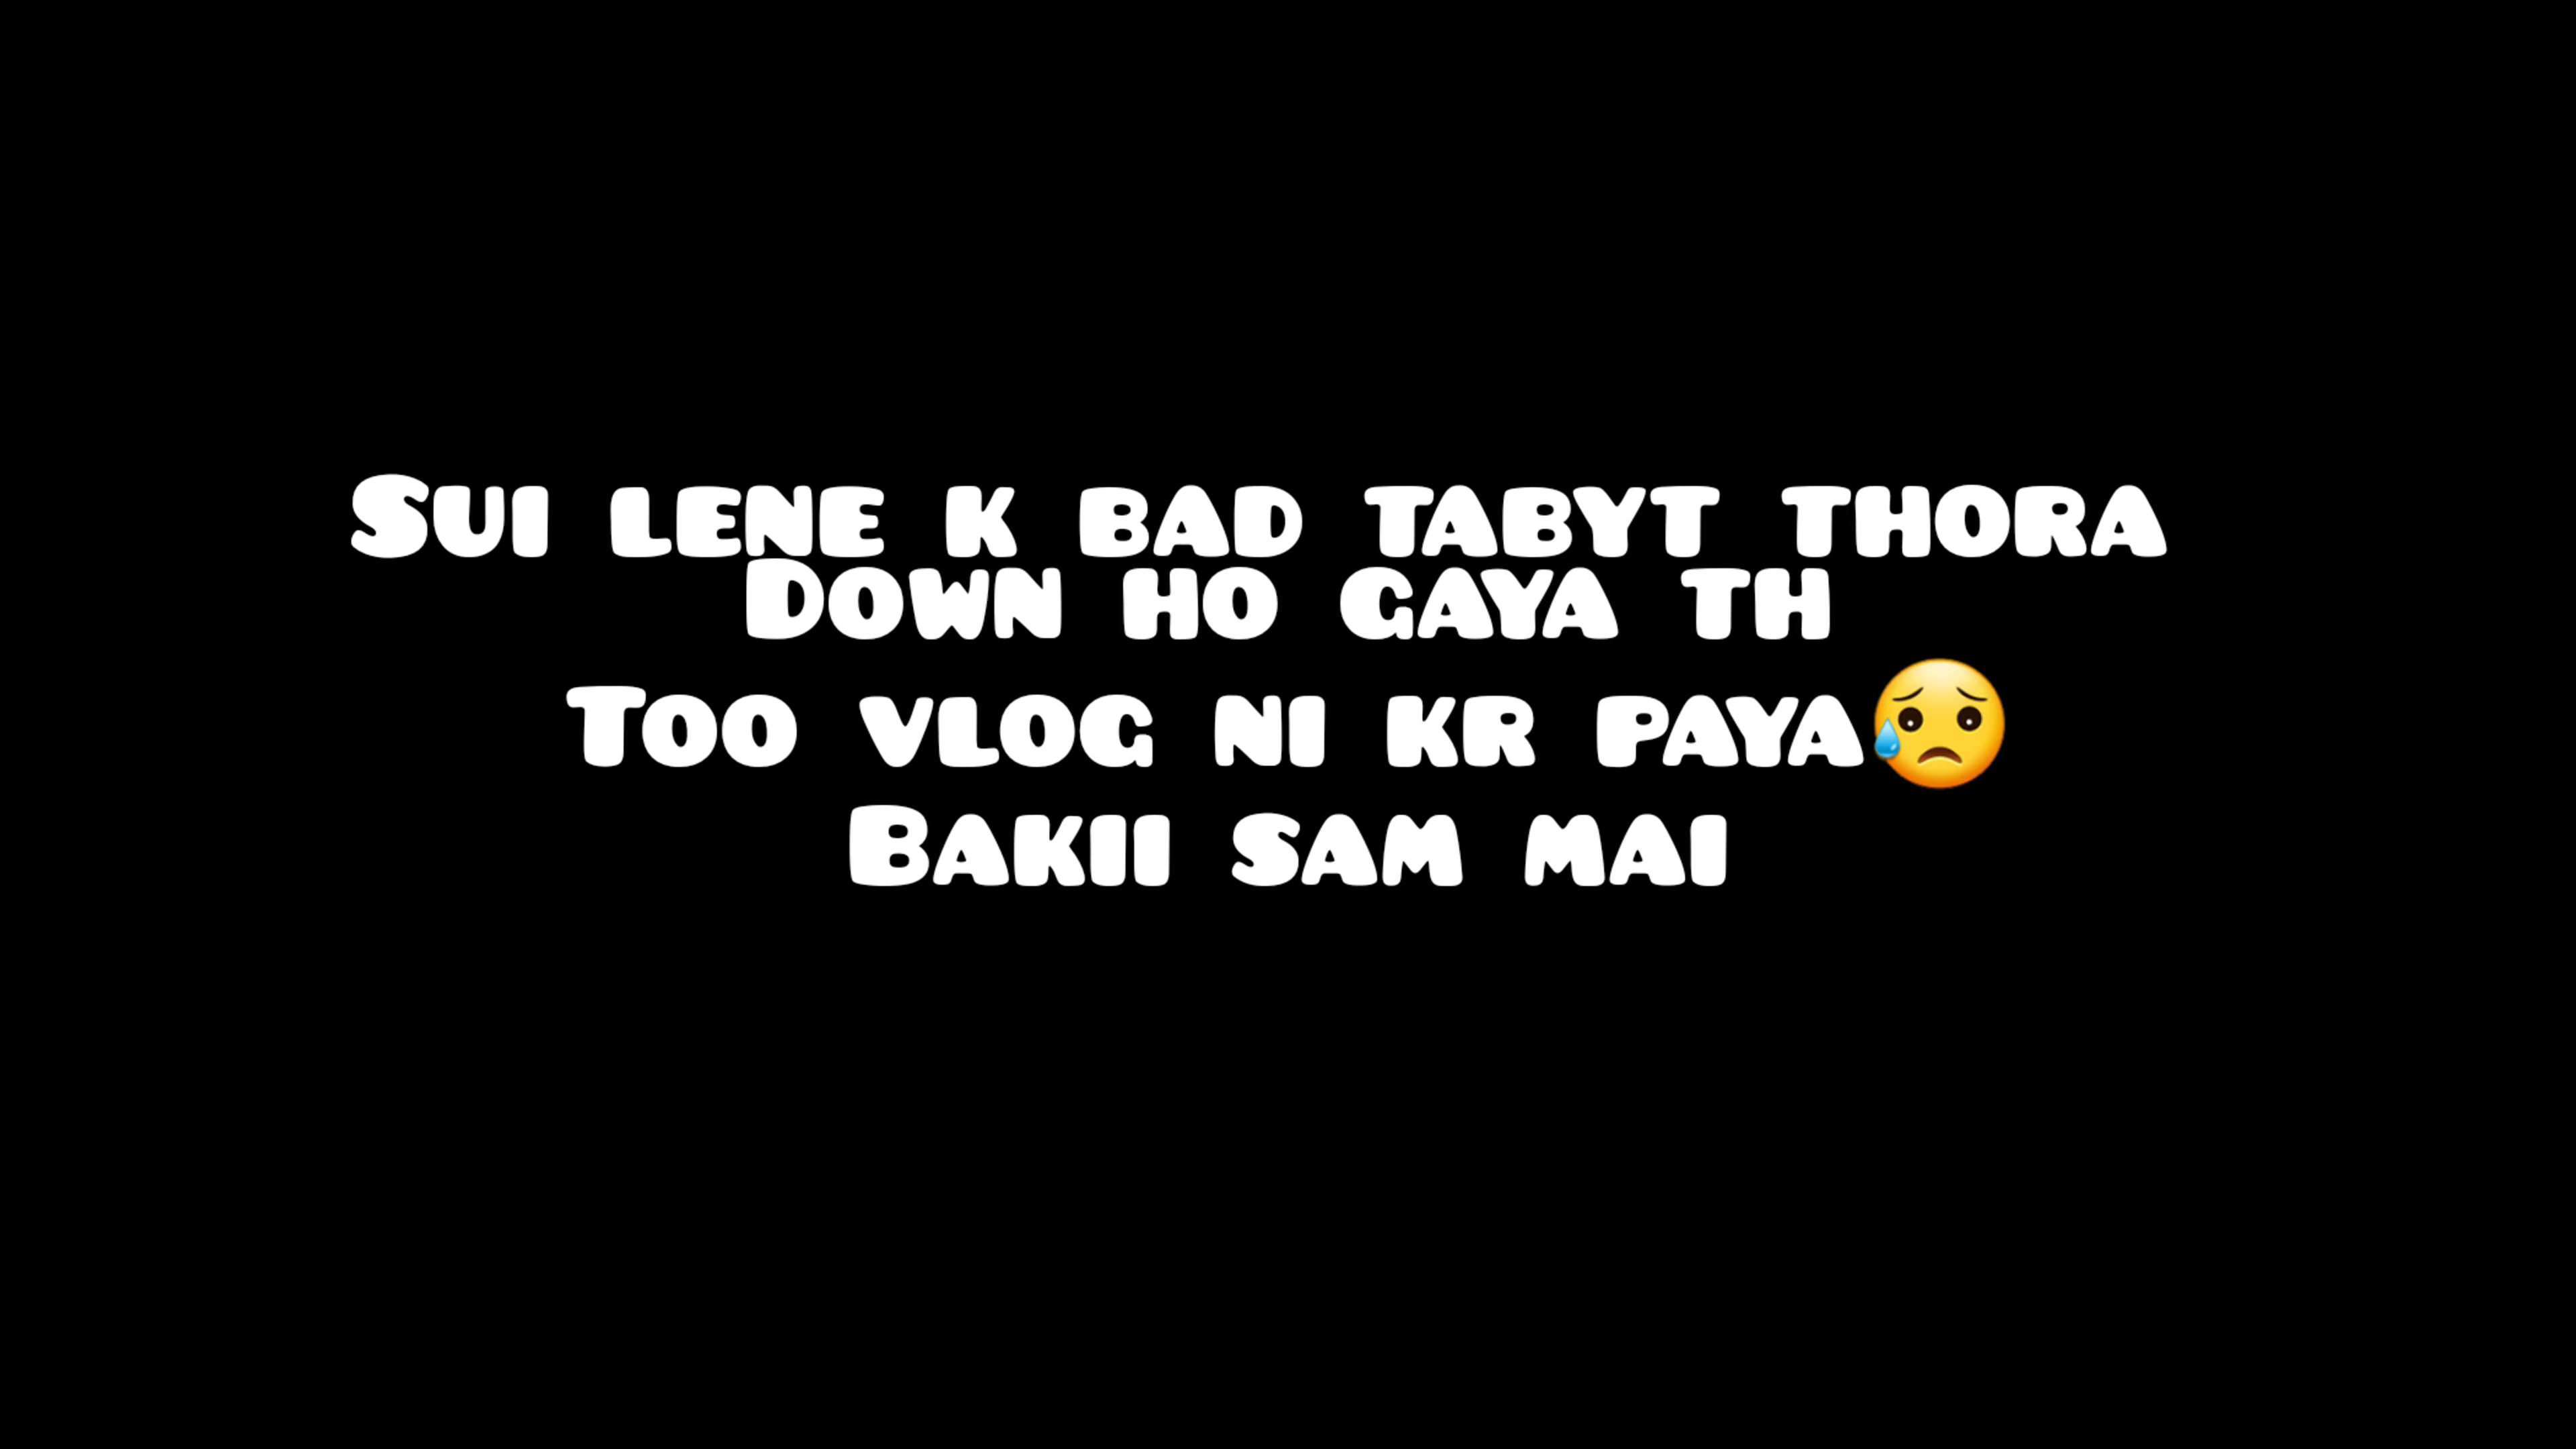 Sui lene k bad tabyt thora
Down ho gaya th
Too vlog ni kr paya😥
Bakii sam mai